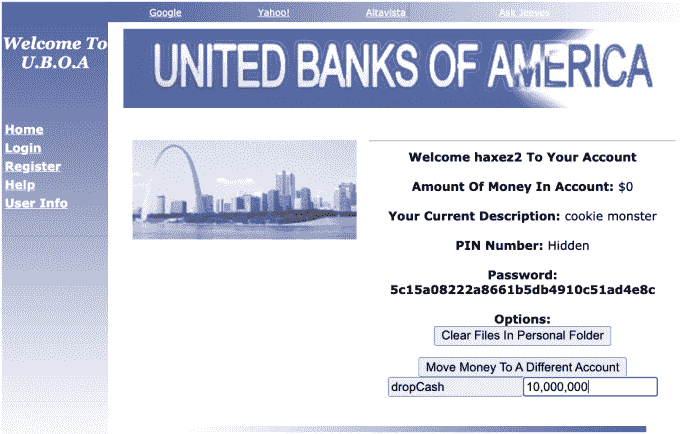 Google Yahoo! Altavista Ask Jeeves
Welcome To
U.B.O.A
UNITED BANKS OF AMERICA
Home
Login
Register
Help
User Info
Welcome haxez2 To Your Account
Amount Of Money In Account: $0
Your Current Description: cookie monster
PIN Number: Hidden
Password:
5c15a08222a8661b5db4910c51ad4e8c
Options:
Clear Files In Personal Folder
Move Money To A Different Account
dropCash 10,000,000